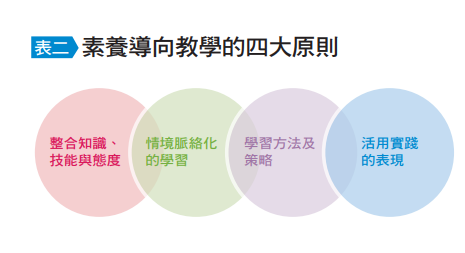 表二 素養導向教學的四大原則
整合知識、
技能與態度
情境脈絡化
的學習
學習方法及
策略
活用實踐
的表現